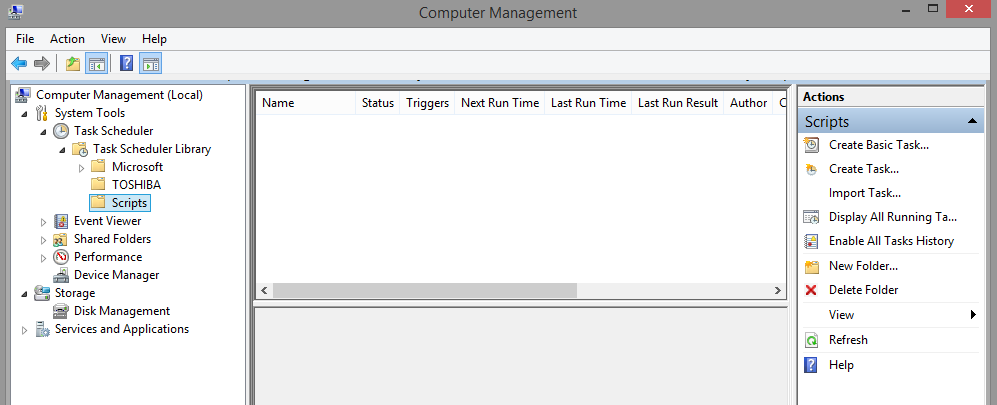 Computer Management
File Action View Help
Computer Management (Local)
System Tools
Task Scheduler
Task Scheduler Library
Microsoft
TOSHIBA
Scripts
Event Viewer
Shared Folders
Performance
Device Manager
Storage
Disk Management
Services and Applications
Name Status Triggers Next Run Time Last Run Time Last Run Result Author C
Actions
Scripts
Create Basic Task...
Create Task...
Import Task...
Display All Running Ta...
Enable All Tasks History
New Folder...
Delete Folder
View
Refresh
Help